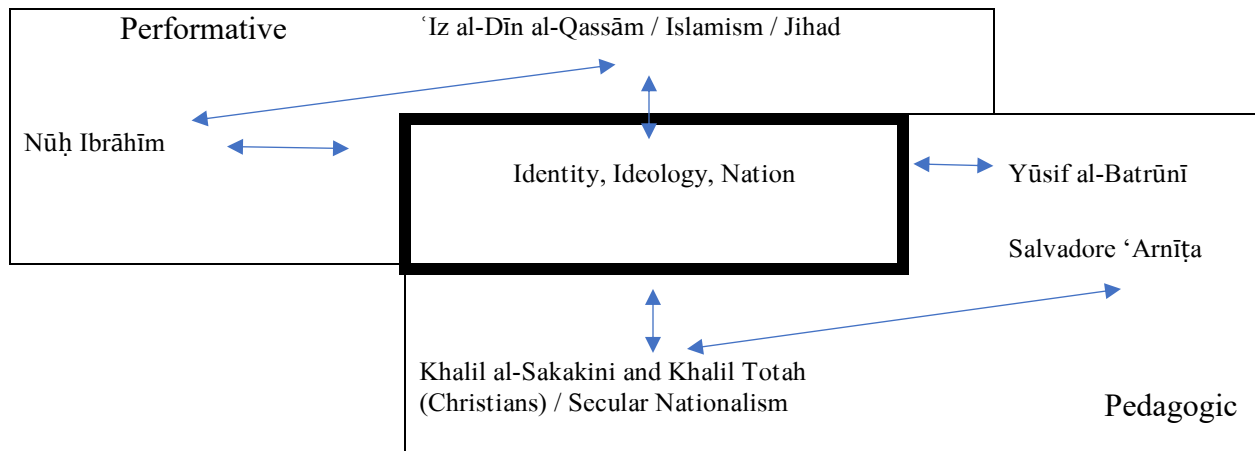 Performative
ʿIz al-Dīn al-Qassām / Islamism / Jihad
Nūḥ Ibrāhīm
Identity, Ideology, Nation
Yūsif al-Batrūnī
Salvadore ʿArnīṭa
Khalil al-Sakakini and Khalil Totah
(Christians) / Secular Nationalism
Pedagogic